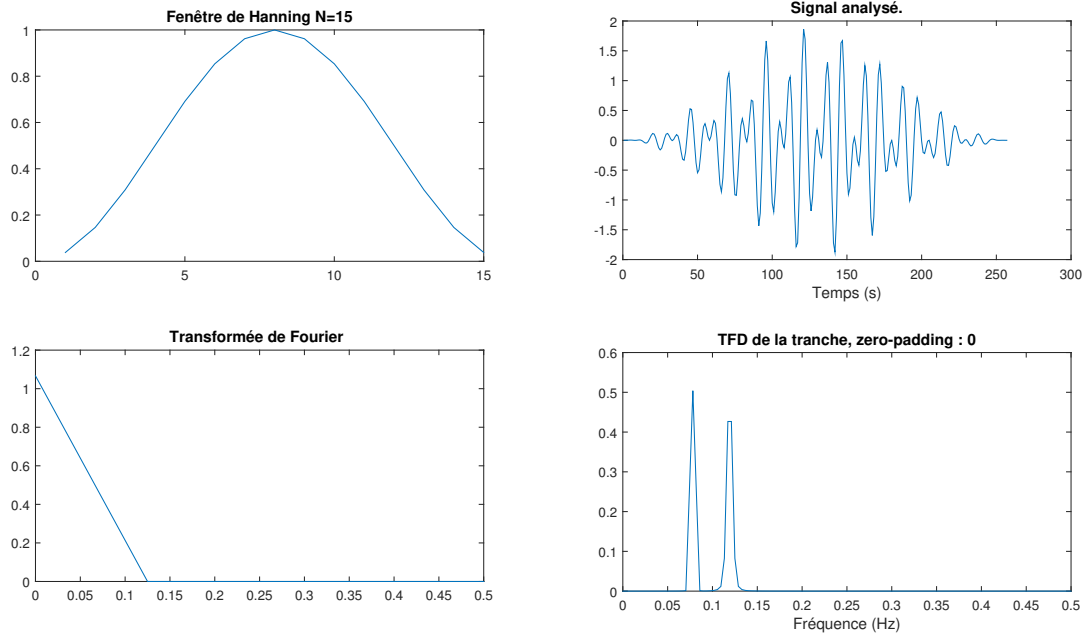 Fenêtre de Hanning N=15
1
0.8
0.6
0.4
0.2
0
0 5 10 15
Signal analysé.
2
1.5
1
0.5
0
-0.5
-1
-1.5
-2
0 50 100 150 200 250 300
Temps (s)
Transformée de Fourier
1.2
1
0.8
0.6
0.4
0.2
0
0 0.05 0.1 0.15 0.2 0.25 0.3 0.35 0.4 0.45 0.5
TFD de la tranche, zero-padding : 0
0.6
0.5
0.4
0.3
0.2
0.1
0
0 0.05 0.1 0.15 0.2 0.25 0.3 0.35 0.4 0.45 0.5
Fréquence (Hz)